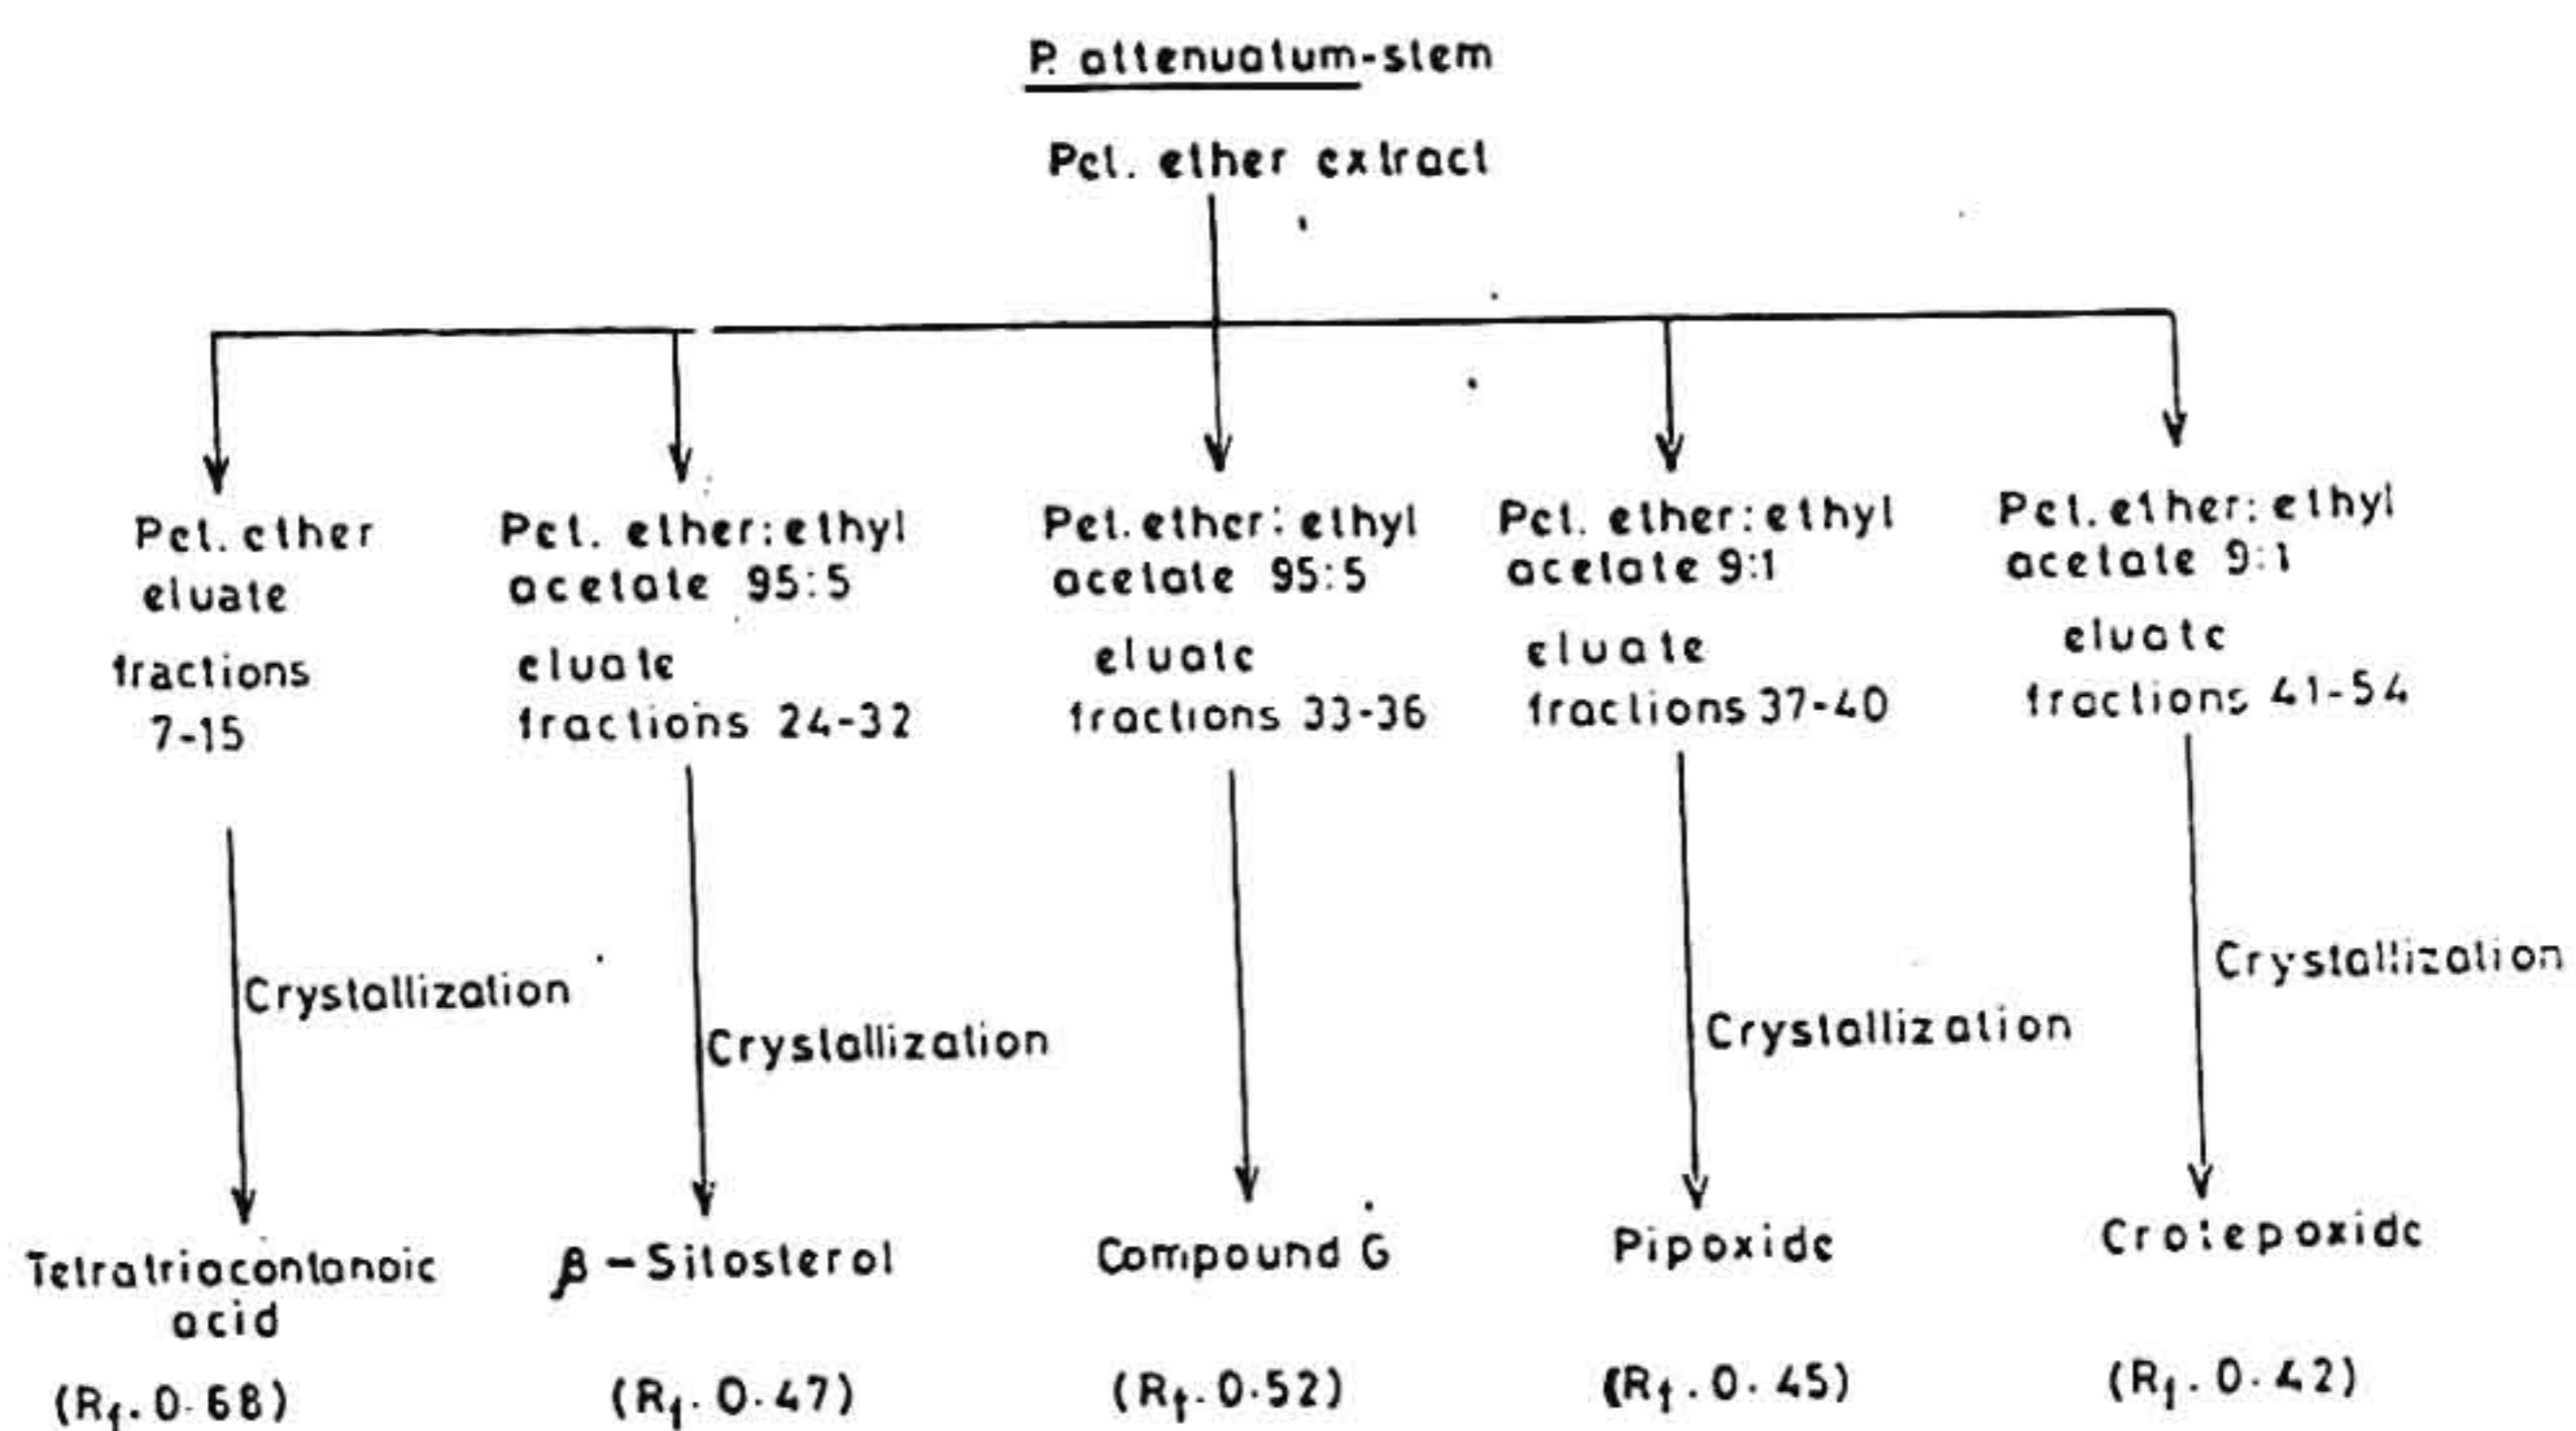 P. attenuatum-stem
Pet. ether extract
Pet. ether
eluate
fractions
7-15
Pet. ether:ethyl
acetate 95:5
eluate
fractions 24-32
Pet. ether:ethyl
acetate 95:5
eluate
fractions 33-36
Pet. ether:ethyl
acetate 9:1
eluate
fractions 37-40
Pet. ether:ethyl
acetate 9:1
eluate
fractions 41-54
Crystallization
Crystallization
Crystallization
Crystallization
Tetratriacontanoic
acid
(Rf. 0.68)
β-Sitosterol
(Rf. 0.47)
Compound G
(Rf. 0.52)
Pipoxide
(Rf. 0.45)
Crotepoxide
(Rf. 0.42)